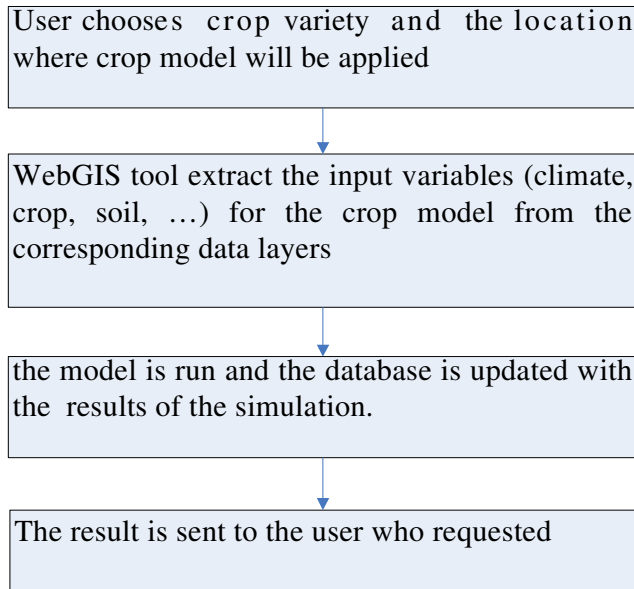 User chooses crop variety and the location
where crop model will be applied
WebGIS tool extract the input variables (climate,
crop, soil, …) for the crop model from the
corresponding data layers
the model is run and the database is updated with
the results of the simulation.
The result is sent to the user who requested